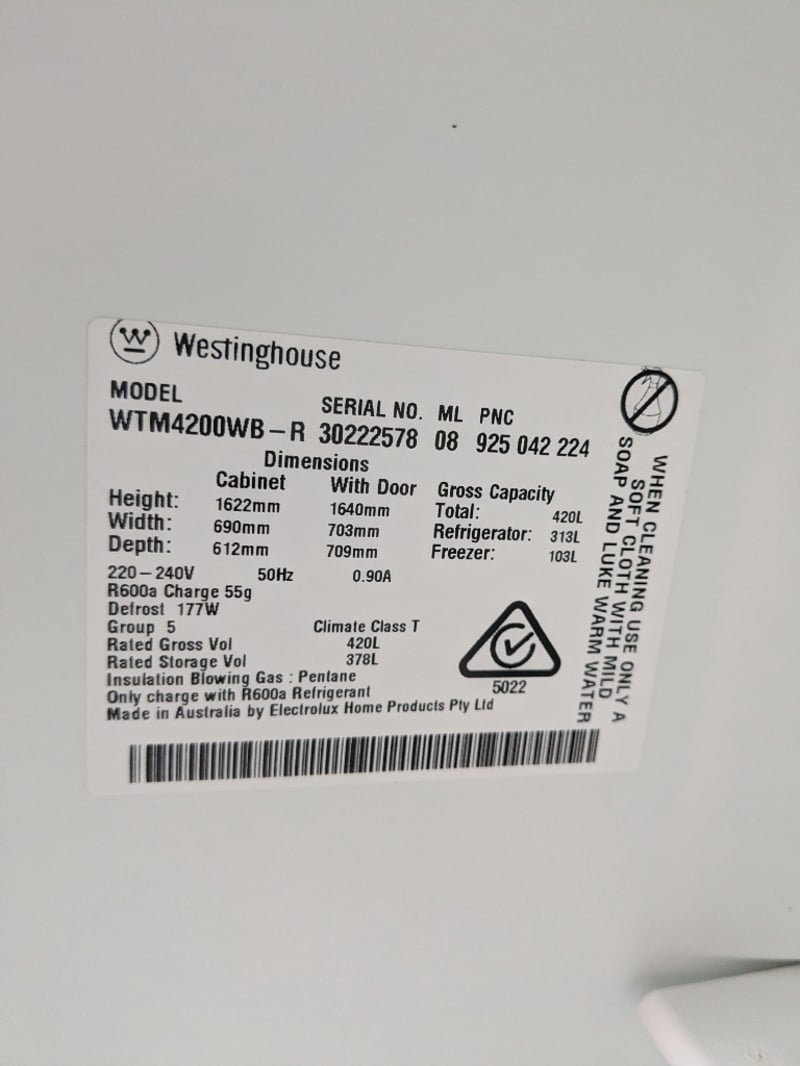 W Westinghouse
MODEL SERIAL NO. ML PNC
WTM4200WB-R 30222578 08 925 042 224
Dimensions
Cabinet With Door Gross Capacity
Height: 1622mm 1640mm Total: 420L
Width: 690mm 703mm Refrigerator: 313L
Depth: 612mm 709mm Freezer: 103L
220-240V 50Hz 0.90A
R600a Charge 55g
Defrost 177W
Group 5 Climate Class T
Rated Gross Vol 420L
Rated Storage Vol 378L
Insulation Blowing Gas : Pentane
Only charge with R600a Refrigerant
Made in Australia by Electrolux Home Products Pty Ltd
5022
WHEN CLEANING USE ONLY A
SOFT CLOTH WITH MILD
SOAP AND LUKE WARM WATER